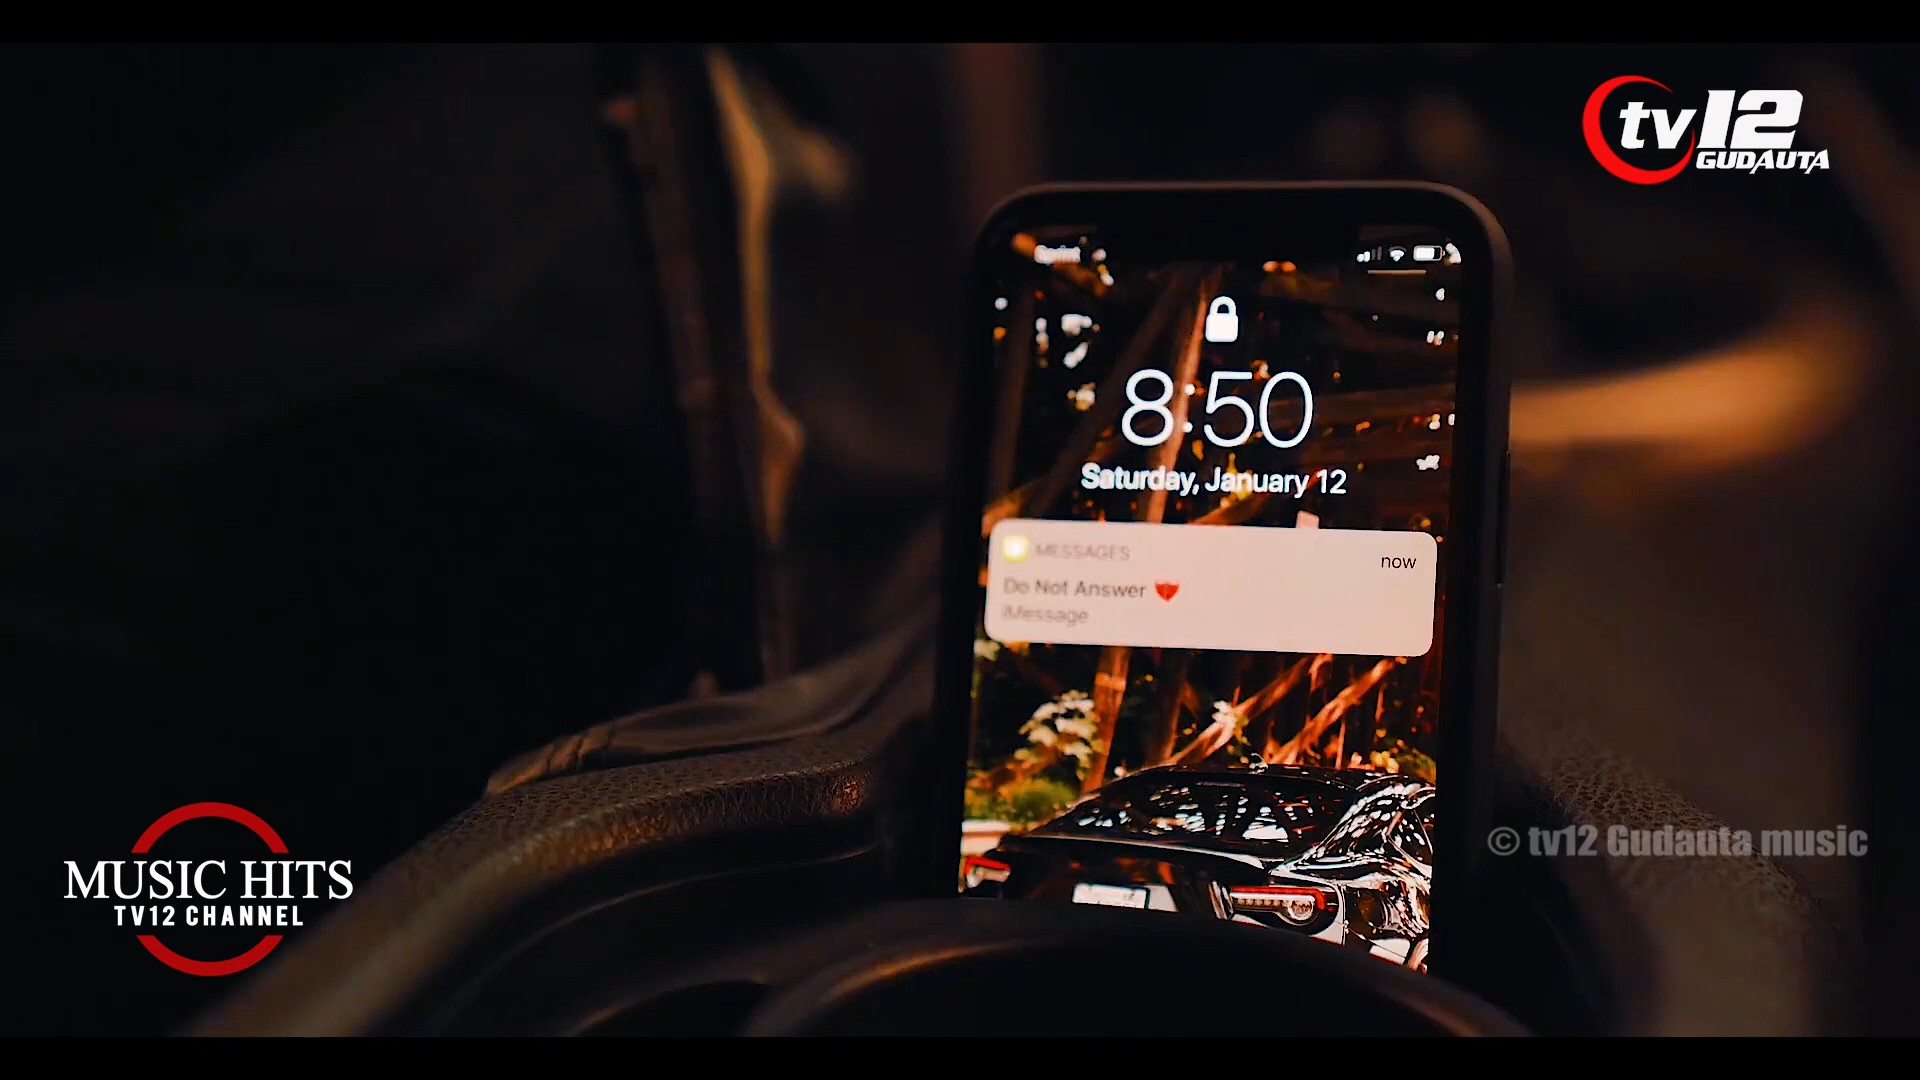 tv12
GUDAUTA
Sprint
8:50
Saturday, January 12
MESSAGES
now
Do Not Answer 💔
iMessage
© tv12 Gudauta music
MUSIC HITS
TV12 CHANNEL